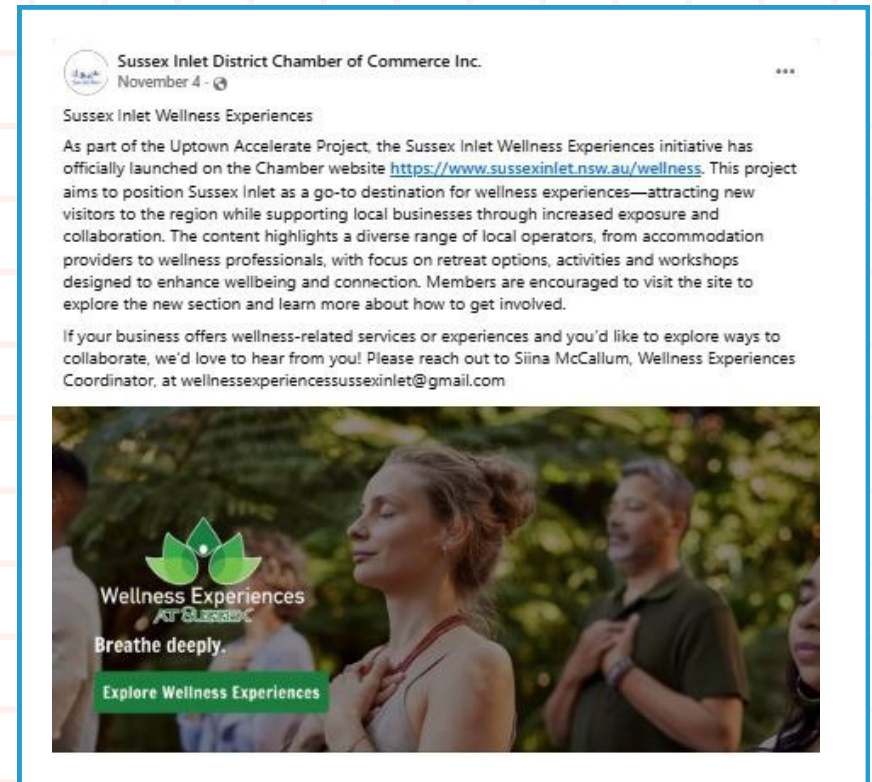 Sussex Inlet District Chamber of Commerce Inc.
November 4 ·
Sussex Inlet Wellness Experiences
As part of the Uptown Accelerate Project, the Sussex Inlet Wellness Experiences initiative has
officially launched on the Chamber website https://www.sussexinlet.nsw.au/wellness. This project
aims to position Sussex Inlet as a go-to destination for wellness experiences—attracting new
visitors to the region while supporting local businesses through increased exposure and
collaboration. The content highlights a diverse range of local operators, from accommodation
providers to wellness professionals, with focus on retreat options, activities and workshops
designed to enhance wellbeing and connection. Members are encouraged to visit the site to
explore the new section and learn more about how to get involved.
If your business offers wellness-related services or experiences and you'd like to explore ways to
collaborate, we'd love to hear from you! Please reach out to Siina McCallum, Wellness Experiences
Coordinator, at wellnessexperiencessussexinlet@gmail.com
Wellness Experiences
AT SUSSEX
Breathe deeply.
Explore Wellness Experiences